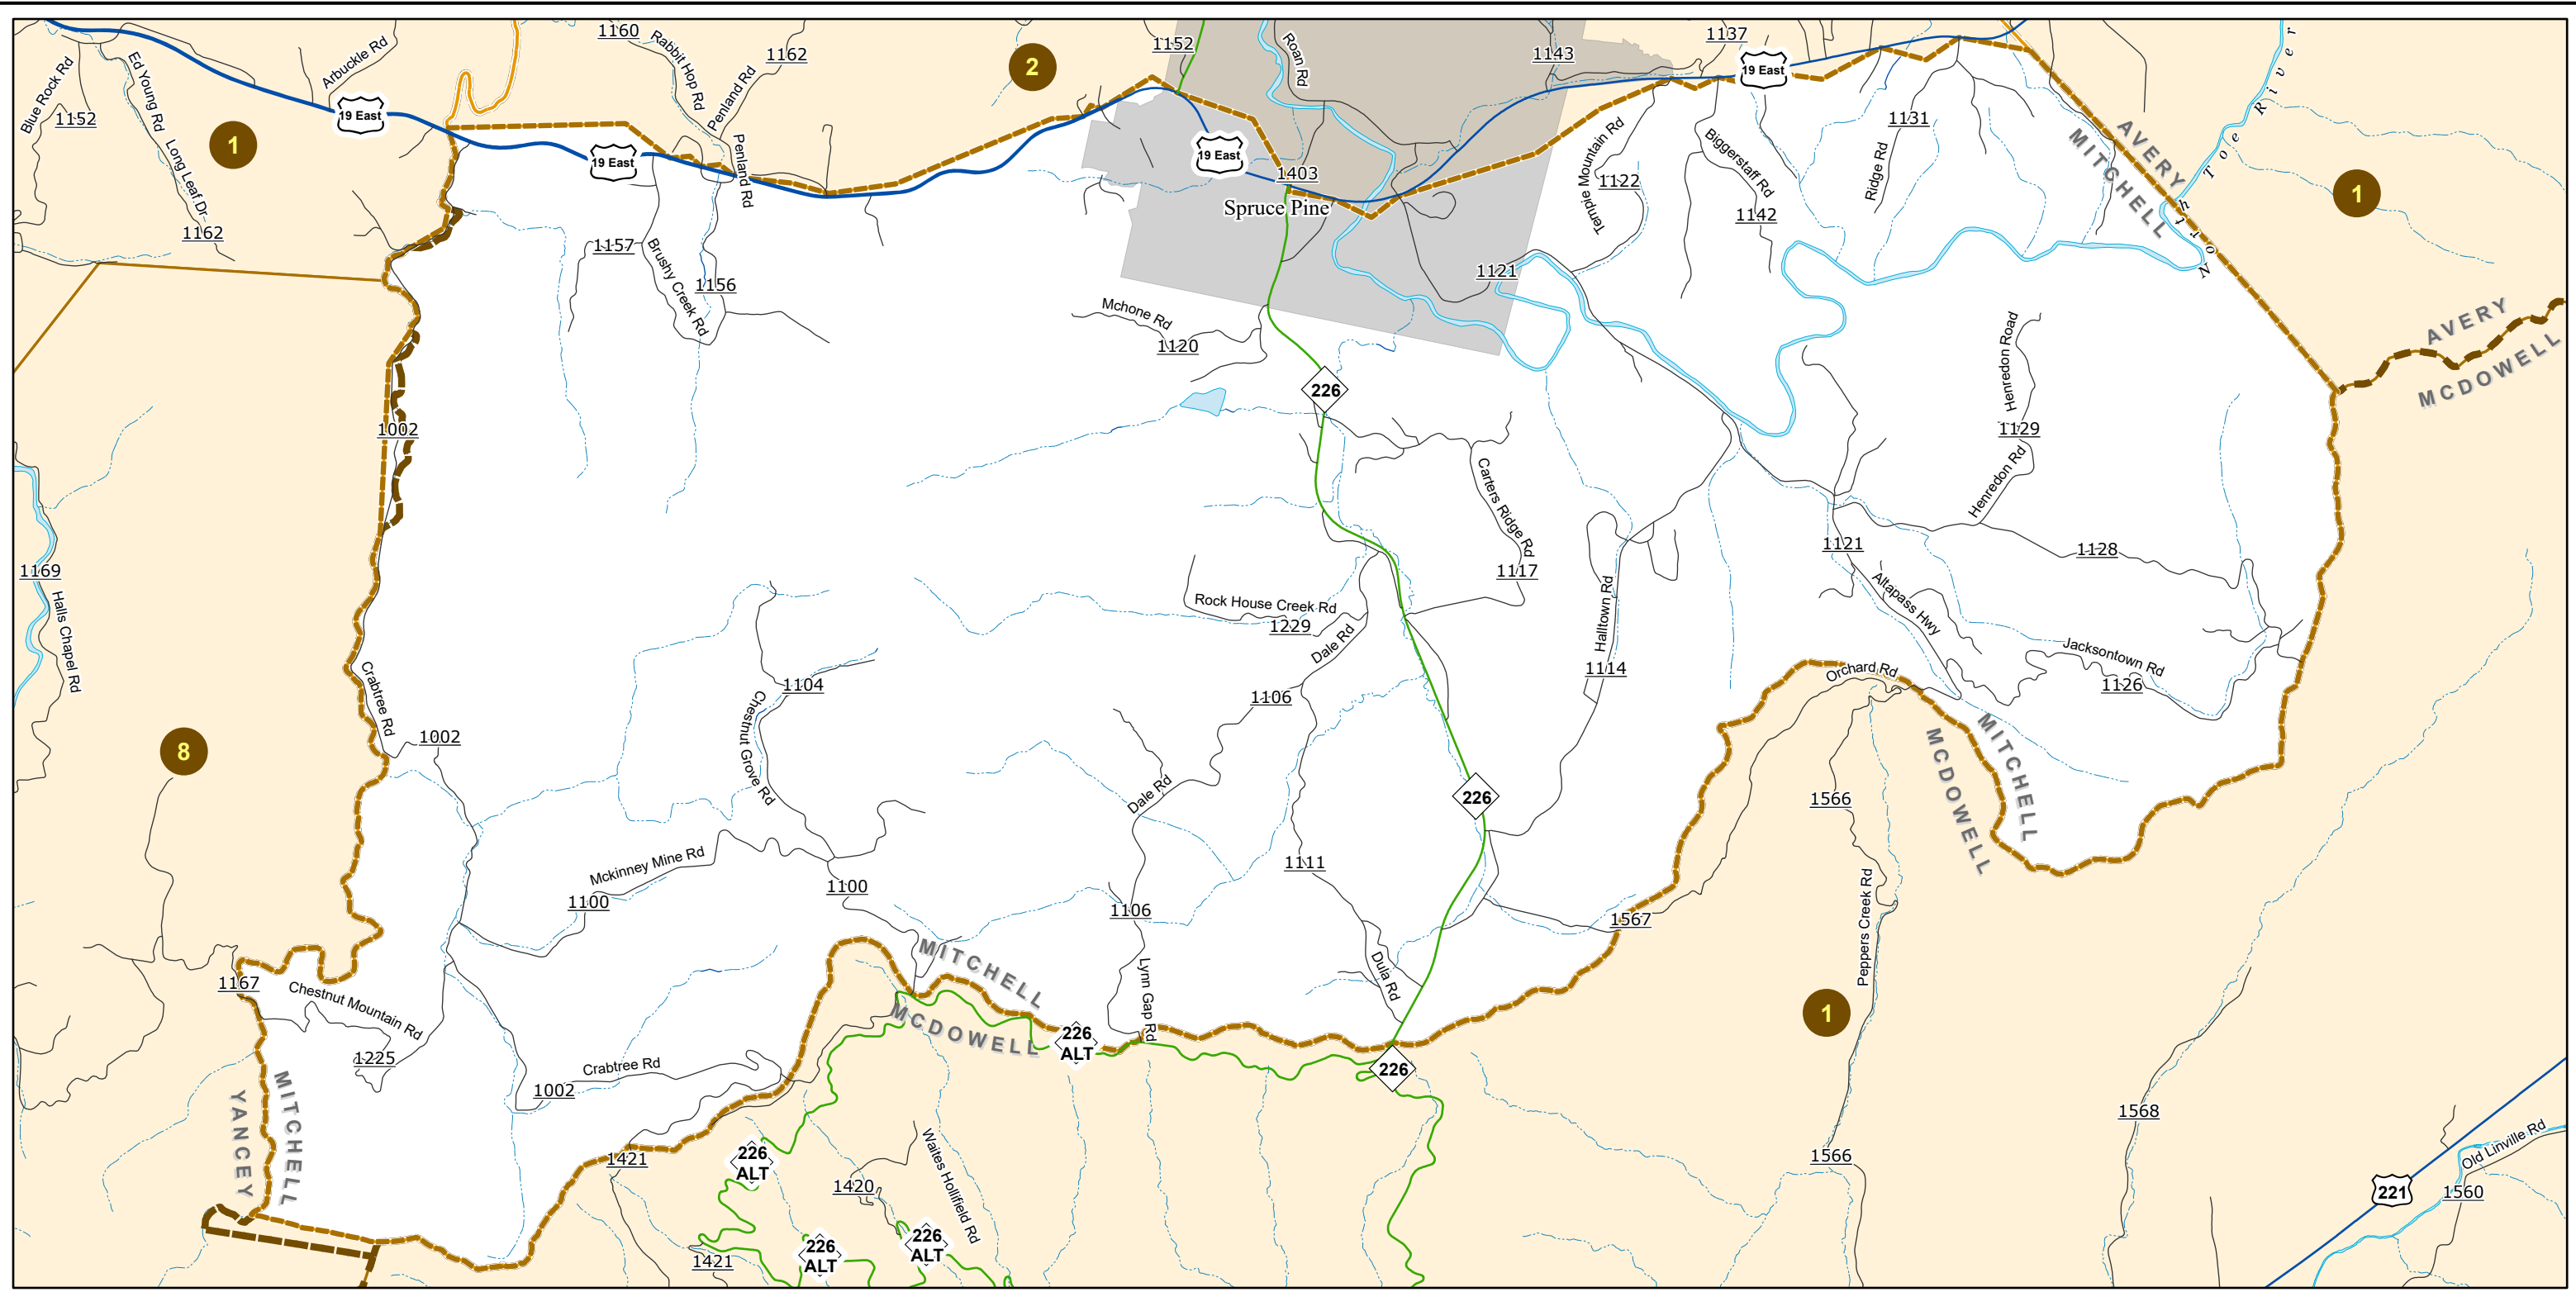 1160
Rabbit Hop Rd
1162
Penland Rd
2
1152
Roan Rd
1143
1137
19 East
Arbuckle Rd
Ed Young Rd
Blue Rock Rd
1152
19 East
1
Long Leaf Dr
1162
19 East
Penland Rd
19 East
1403
Spruce Pine
Temple Mountain Rd
1122
Biggerstaff Rd
1142
1131
Ridge Rd
AVERY
MITCHELL
North Toe River
1
1157
Brushy Creek Rd
1156
1121
Mchone Rd
1120
226
Henredon Road
1129
Henredon Rd
AVERY
MCDOWELL
1002
Carters Ridge Rd
1117
1121
1128
Altapass Hwy
1169
Halls Chapel Rd
Rock House Creek Rd
1229
Dale Rd
Halltown Rd
1114
Jacksontown Rd
1126
Orchard Rd
Crabtree Rd
1002
1104
Chestnut Grove Rd
1106
8
Dale Rd
226
1566
MITCHELL
MCDOWELL
Mckinney Mine Rd
1100
1100
1111
1106
1567
Peppers Creek Rd
MITCHELL
MCDOWELL
Lynn Gap Rd
Dula Rd
1167
Chestnut Mountain Rd
1225
226
ALT
226
1
Crabtree Rd
1002
YANCEY
MITCHELL
1421
226
ALT
1420
Waites Hollifield Rd
1566
1568
Old Linville Rd
221
1560
226
ALT
226
ALT
1421